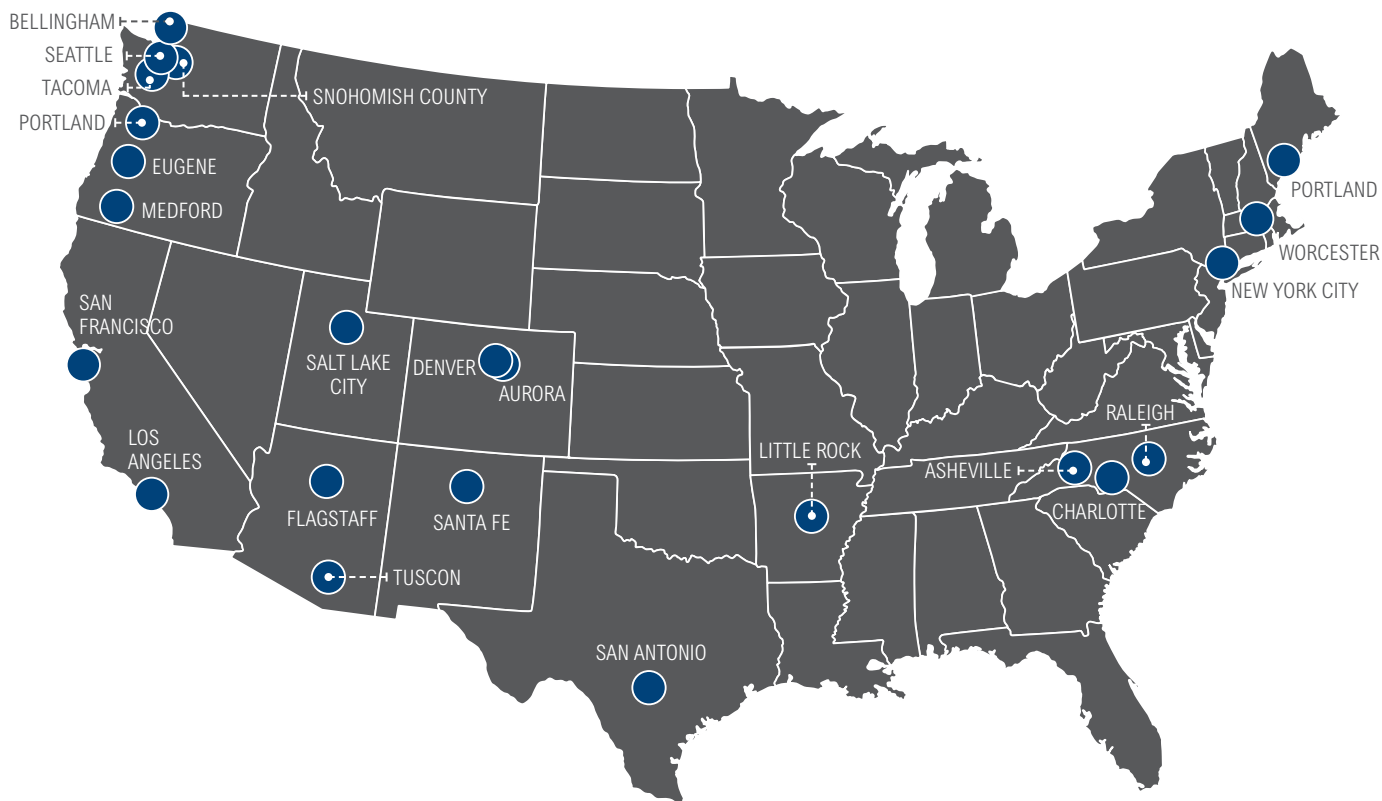 BELLINGHAM
SEATTLE
TACOMA
SNOHOMISH COUNTY
PORTLAND
EUGENE
MEDFORD
PORTLAND
WORCESTER
NEW YORK CITY
SAN
FRANCISCO
SALT LAKE
CITY
DENVER
AURORA
RALEIGH
LOS
ANGELES
LITTLE ROCK
ASHEVILLE
CHARLOTTE
FLAGSTAFF
SANTA FE
TUSCON
SAN ANTONIO